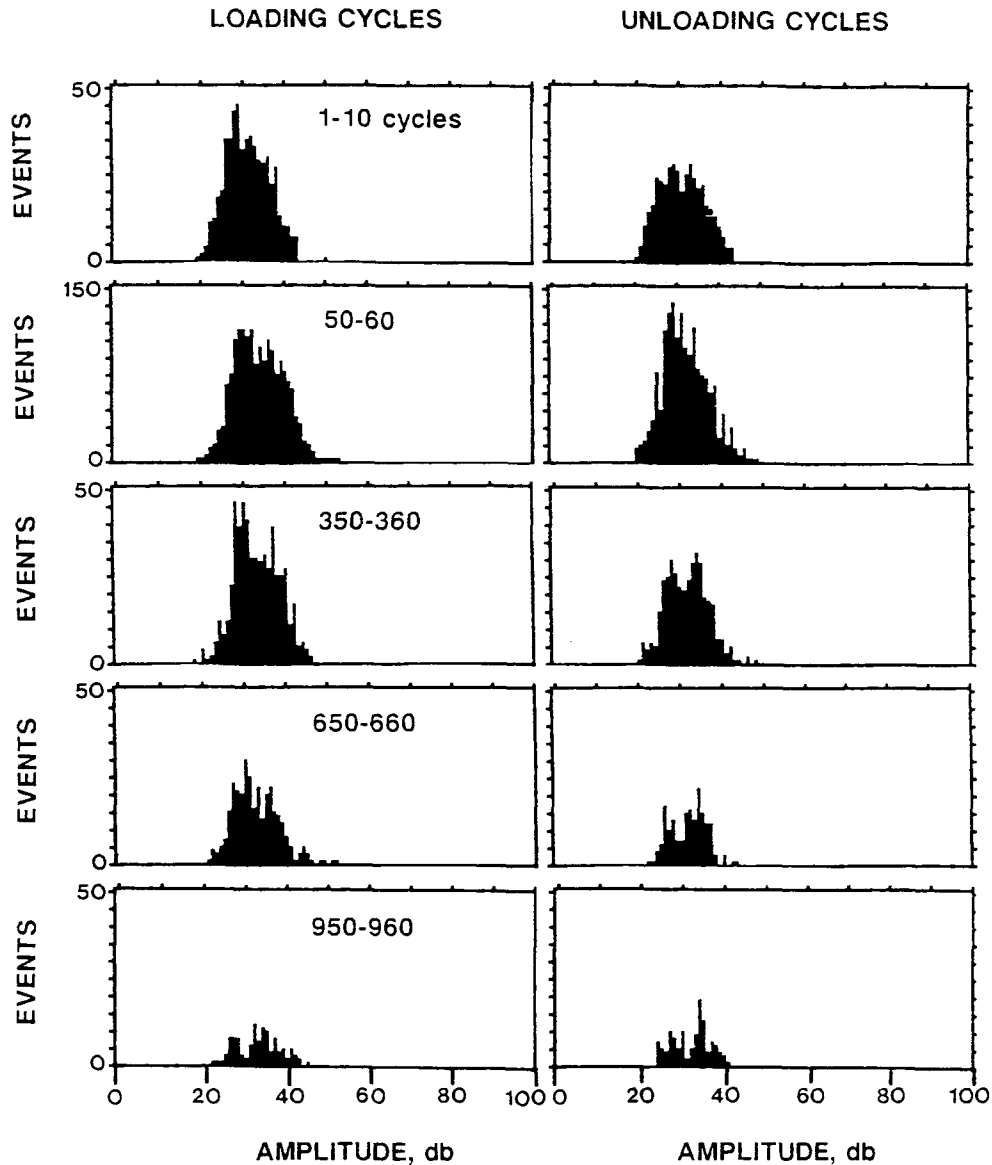 LOADING CYCLES UNLOADING CYCLES
50
1-10 cycles
EVENTS
0
150
50-60
EVENTS
0
50
350-360
EVENTS
0
50
650-660
EVENTS
0
50
950-960
EVENTS
0
0 20 40 60 80 100 0 20 40 60 80 100
AMPLITUDE, db AMPLITUDE, db